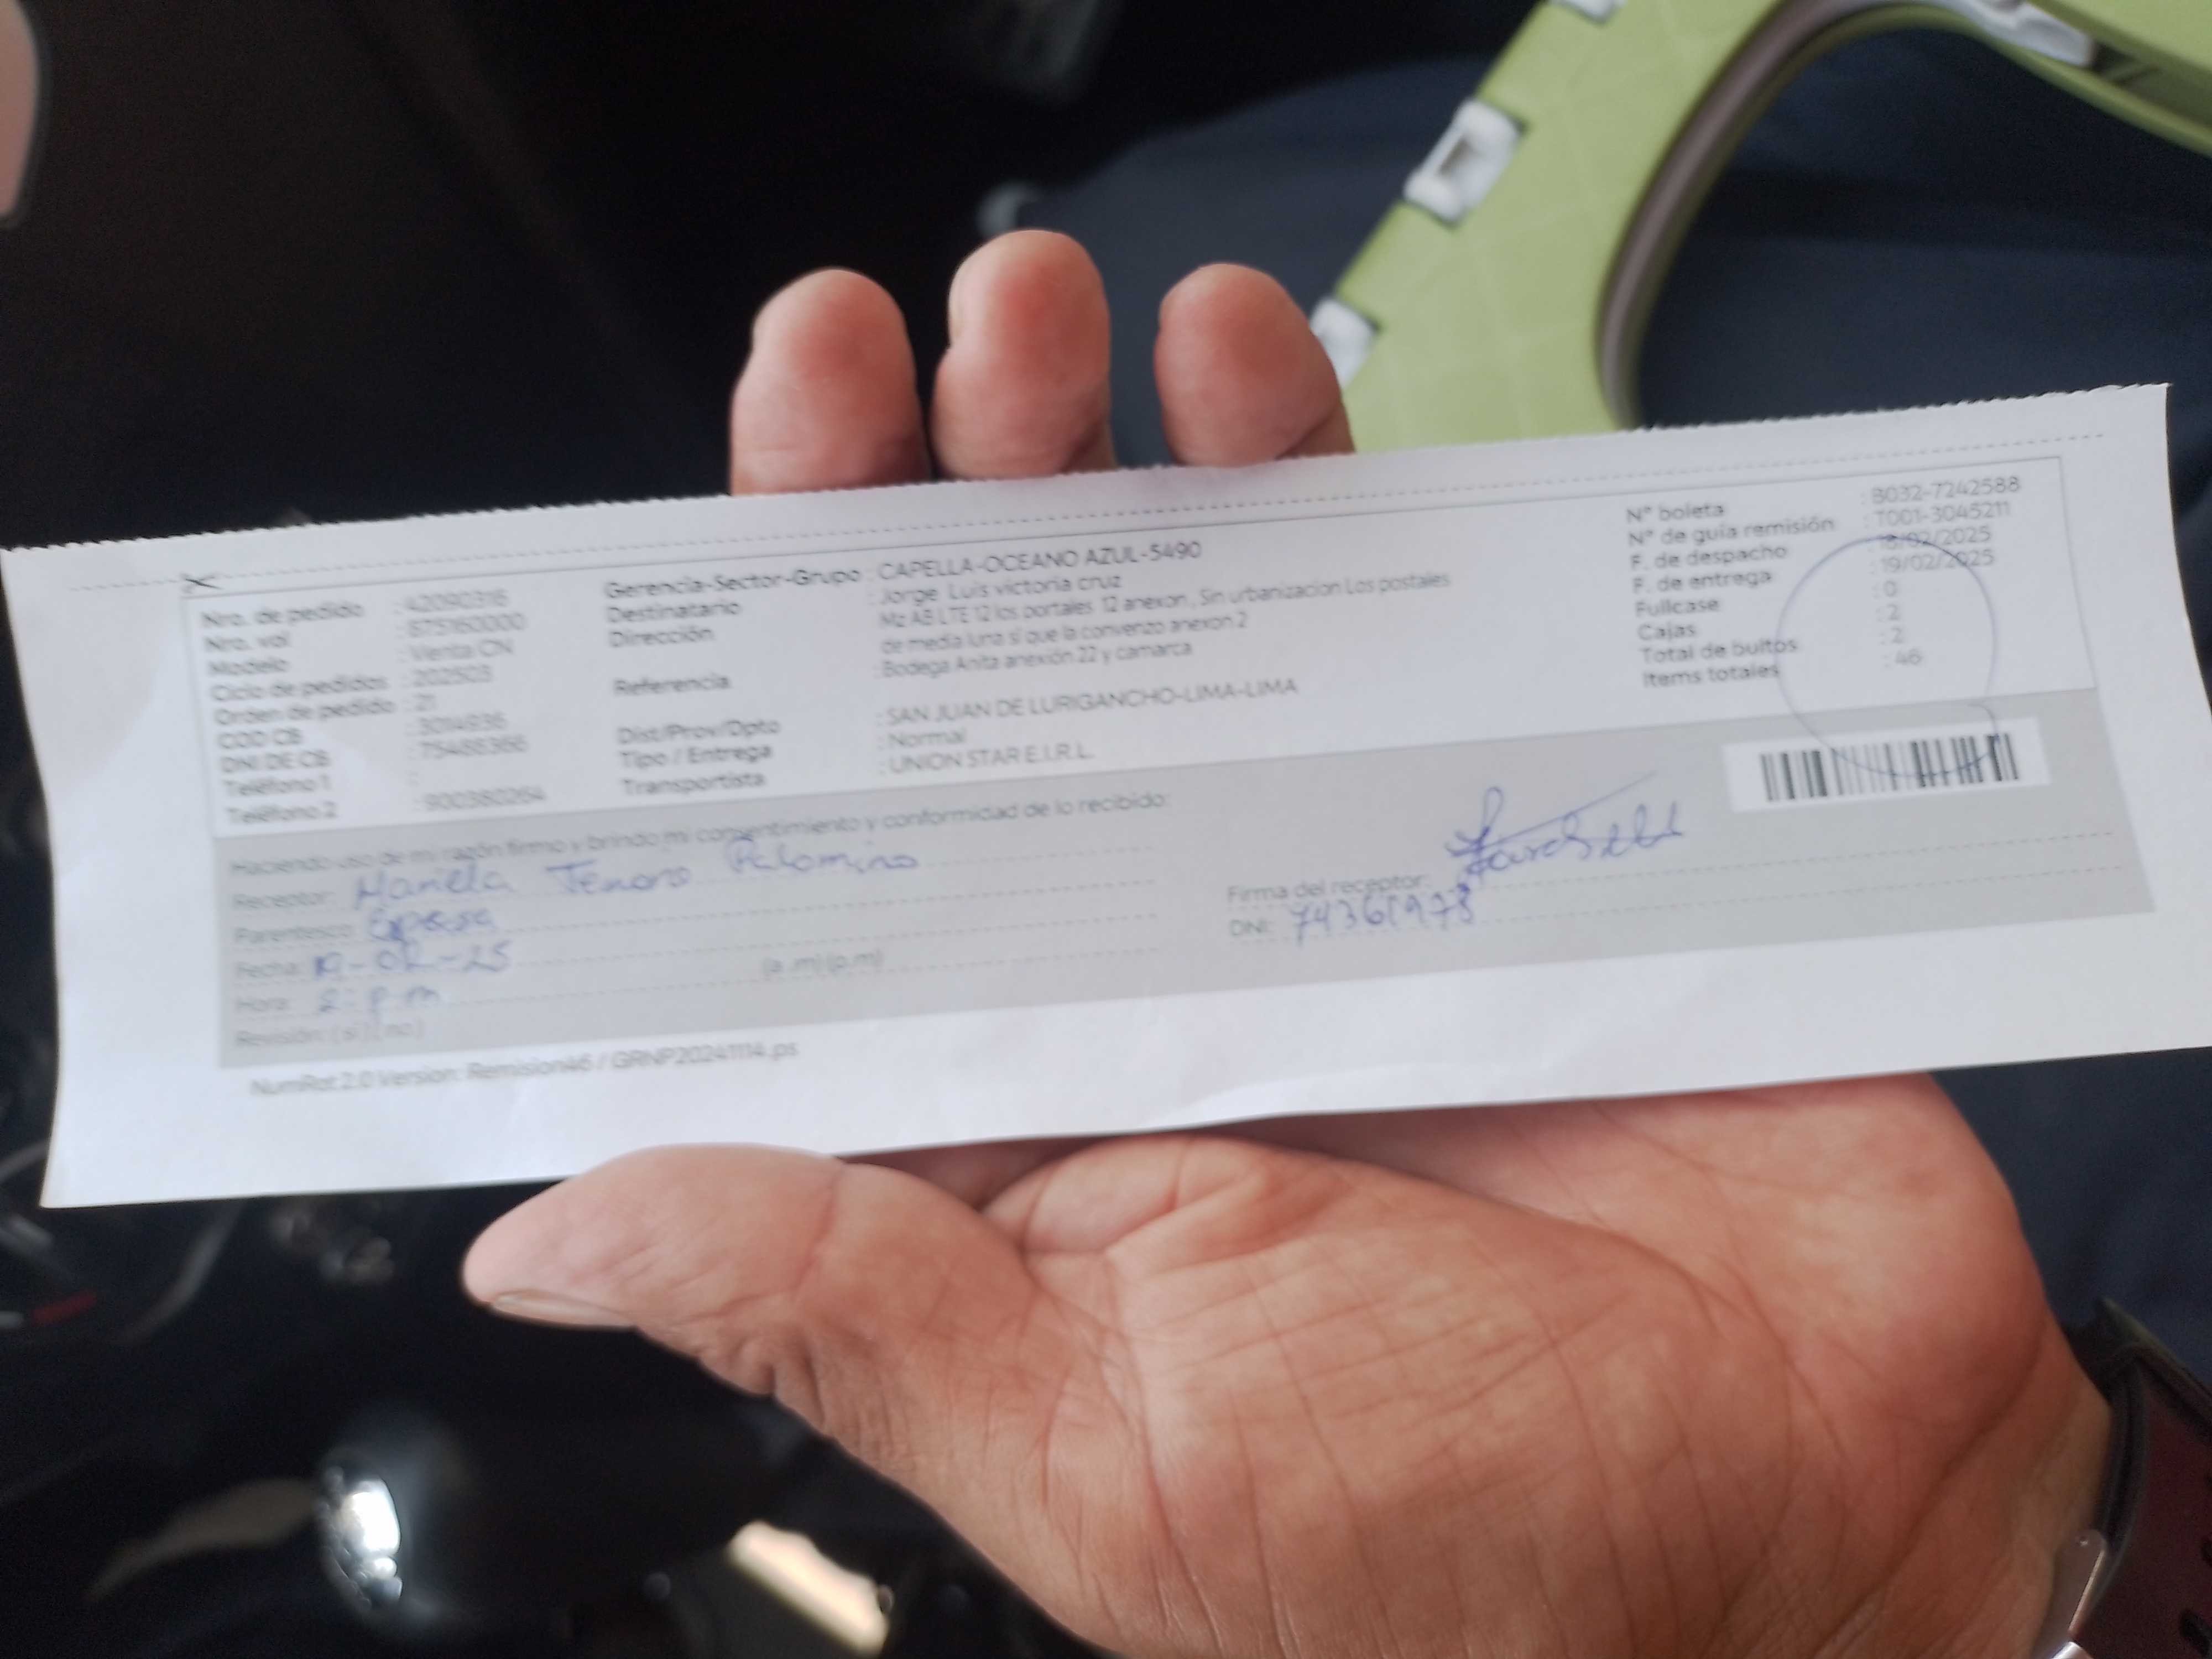 Nro. de pedido : 42090316
Nro. vol : 875160000
Modelo : Venta CN
Ciclo de pedidos : 202503
Orden de pedido : 21
COD CB : 3014936
DNI DE CB : 75486366
Teléfono 1 :
Teléfono 2 : 900380264
Gerencia-Sector-Grupo : CAPELLA-OCEANO AZUL-5490
Destinatario : Jorge Luis victoria cruz
Dirección : Mz AB LTE 12 los portales 12 anexon , Sin urbanizacion Los postales
de media luna si que la convenzo anexon 2
Referencia : Bodega Anita anexión 22 y camarca
Dist/Prov/Dpto : SAN JUAN DE LURIGANCHO-LIMA-LIMA
Tipo / Entrega : Normal
Transportista : UNION STAR E.I.R.L.
N° boleta : B032-7242588
N° de guía remisión : T001-3045211
F. de despacho : 18/02/2025
F. de entrega : 19/02/2025
Fullcase : 0
Cajas : 2
Total de bultos : 2
Items totales : 46
Haciendo uso de mi razón firmo y brindo mi consentimiento y conformidad de lo recibido:
Receptor: Mariela Tenoro Palomino
Parentesco: Esposa
Fecha: 19-02-25
Hora: 2: p m (a .m) (p.m)
Revisión: (si) (no)
Firma del receptor:
DNI:
NumRot 2.0 Version: Remision46 / GRNP20241114.ps